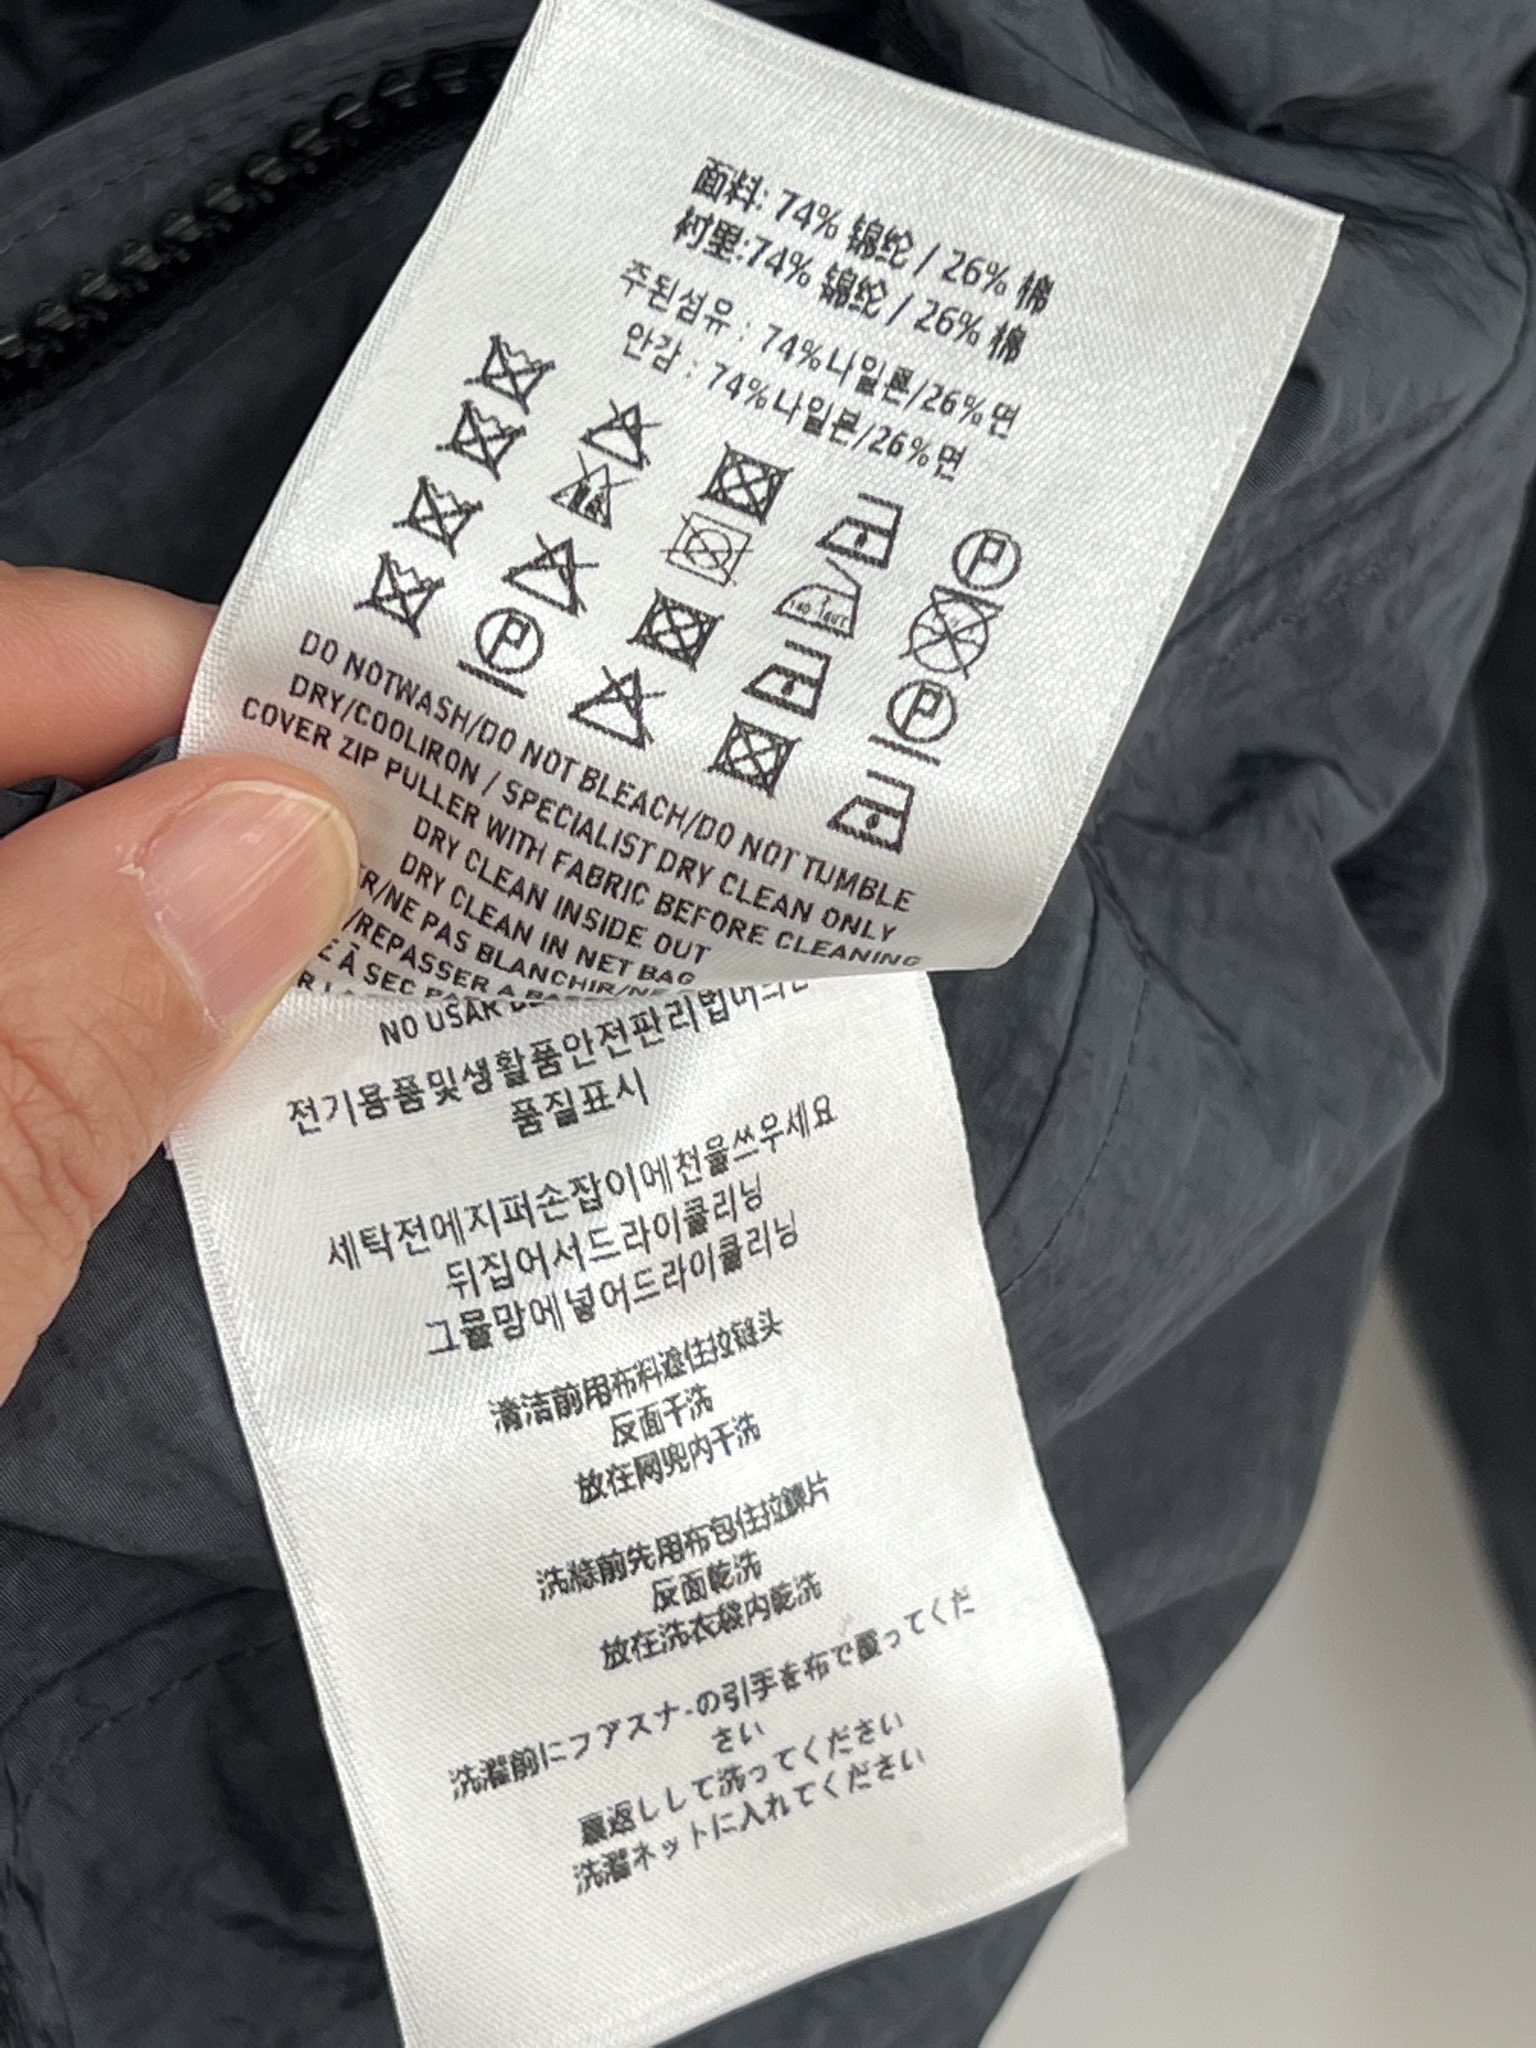 面料: 74% 锦纶 / 26% 棉
衬里:74% 锦纶 / 26% 棉
주된섬유 : 74%나일론/26%면
안감 : 74%나일론/26%면
DO NOTWASH/DO NOT BLEACH/DO NOT TUMBLE
DRY/COOLIRON / SPECIALIST DRY CLEAN ONLY
COVER ZIP PULLER WITH FABRIC BEFORE CLEANING
DRY CLEAN INSIDE OUT
DRY CLEAN IN NET BAG
/NE PAS BLANCHIR/NE
/REPASSER A
À SEC
NO USAR
전기용품및생활품안전관리법
품질표시
세탁전에지퍼손잡이에천을쓰우세요
뒤집어서드라이클리닝
그물망에넣어드라이클리닝
清洁前用布料遮住拉链头
反面干洗
放在网兜内干洗
洗滌前先用布包住拉鍊片
反面乾洗
放在洗衣袋内乾洗
洗濯前にファスナ-の引手を布で覆ってくだ
さい
裏返しして洗ってください
洗濯ネットに入れてください